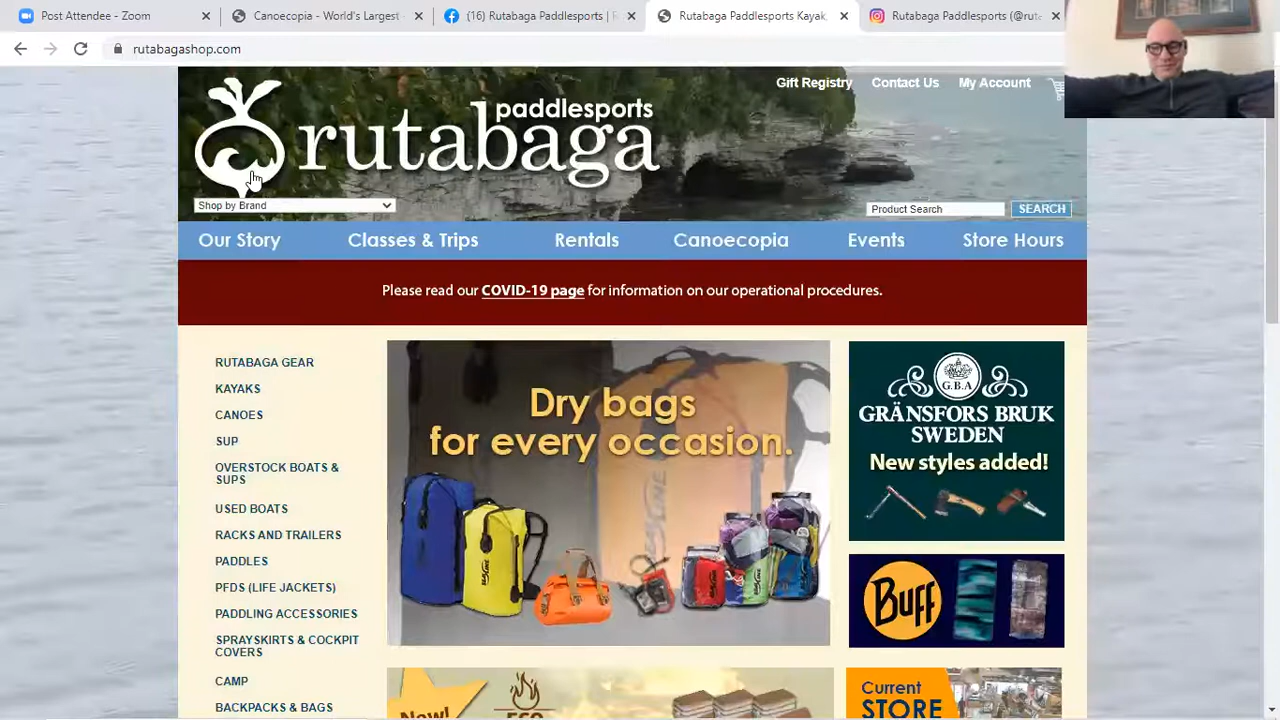 Post Attendee - Zoom
Canoecopia - World's Largest
(16) Rutabaga Paddlesports | R
Rutabaga Paddlesports Kayak,
Rutabaga Paddlesports (@ruta
rutabagashop.com
Gift Registry
Contact Us
My Account
paddlesports
rutabaga
Shop by Brand
Product Search
SEARCH
Our Story
Classes & Trips
Rentals
Canoecopia
Events
Store Hours
Please read our COVID-19 page for information on our operational procedures.
RUTABAGA GEAR
KAYAKS
CANOES
SUP
OVERSTOCK BOATS &
SUPS
USED BOATS
RACKS AND TRAILERS
PADDLES
PFDS (LIFE JACKETS)
PADDLING ACCESSORIES
SPRAYSKIRTS & COCKPIT
COVERS
CAMP
BACKPACKS & BAGS
Dry bags
for every occasion.
G.B.A
GRÄNSFORS BRUK
SWEDEN
New styles added!
BUFF
New!
ECO
Current
STORE